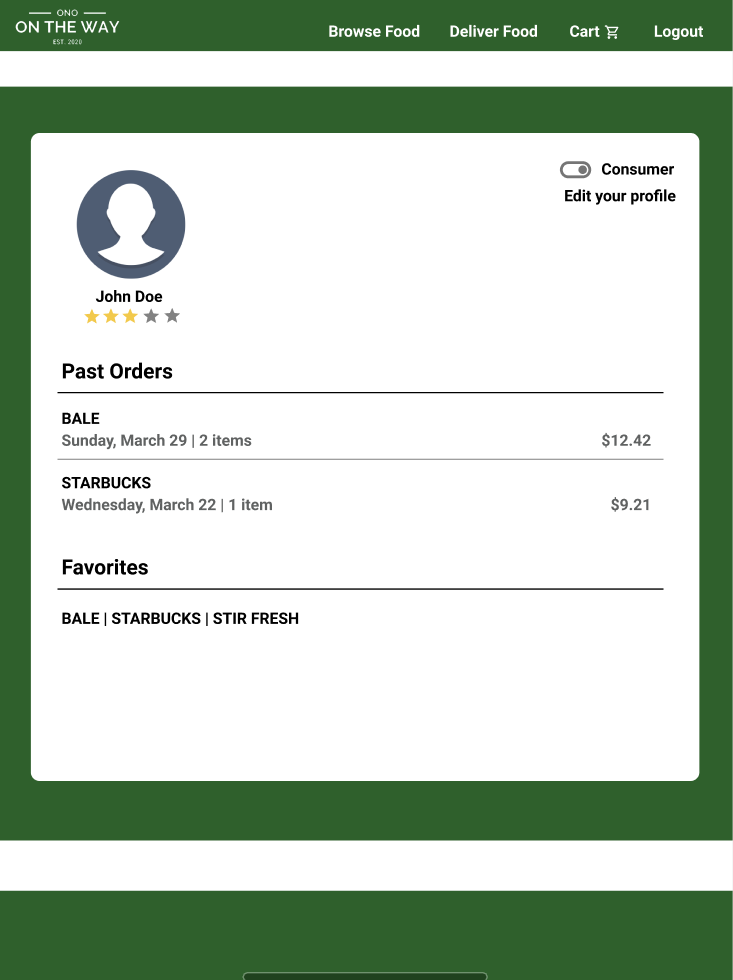 ONO
ON THE WAY
EST. 2020
Browse Food Deliver Food Cart Logout
Consumer
Edit your profile
John Doe
Past Orders
BALE
Sunday, March 29 | 2 items $12.42
STARBUCKS
Wednesday, March 22 | 1 item $9.21
Favorites
BALE | STARBUCKS | STIR FRESH